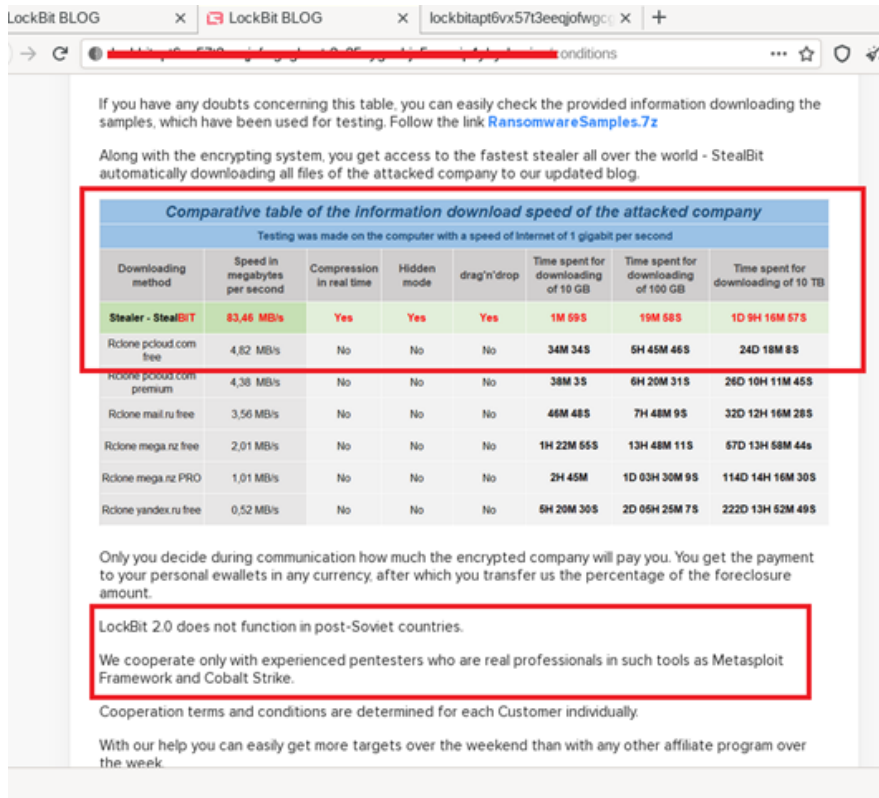 LockBit BLOG
LockBit BLOG
lockbitapt6vx57t3eeqjofwgcg
conditions
If you have any doubts concerning this table, you can easily check the provided information downloading the
samples, which have been used for testing. Follow the link RansomwareSamples.7z
Along with the encrypting system, you get access to the fastest stealer all over the world - StealBit
automatically downloading all files of the attacked company to our updated blog.
Comparative table of the information download speed of the attacked company
Testing was made on the computer with a speed of Internet of 1 gigabit per second
Downloading method Speed in megabytes per second Compression in real time Hidden mode drag'n'drop Time spent for downloading of 10 GB Time spent for downloading of 100 GB Time spent for downloading of 10 TB
Stealer - StealBIT 83,46 MB/s Yes Yes Yes 1M 59S 19M 58S 1D 9H 16M 57S
Rclone pcloud.com free 4,82 MB/s No No No 34M 34S 5H 45M 46S 24D 18M 8S
Rclone pcloud.com premium 4,38 MB/s No No No 38M 3S 6H 20M 31S 26D 10H 11M 45S
Rclone mail.ru free 3,56 MB/s No No No 46M 48S 7H 48M 9S 32D 12H 16M 28S
Rclone mega.nz free 2,01 MB/s No No No 1H 22M 55S 13H 48M 11S 57D 13H 58M 44s
Rclone mega.nz PRO 1,01 MB/s No No No 2H 45M 1D 03H 30M 9S 114D 14H 16M 30S
Rclone yandex.ru free 0,52 MB/s No No No 5H 20M 30S 2D 05H 25M 7S 222D 13H 52M 49S
Only you decide during communication how much the encrypted company will pay you. You get the payment
to your personal ewallets in any currency, after which you transfer us the percentage of the foreclosure
amount.
LockBit 2.0 does not function in post-Soviet countries.
We cooperate only with experienced pentesters who are real professionals in such tools as Metasploit
Framework and Cobalt Strike.
Cooperation terms and conditions are determined for each Customer individually.
With our help you can easily get more targets over the weekend than with any other affiliate program over
the week.